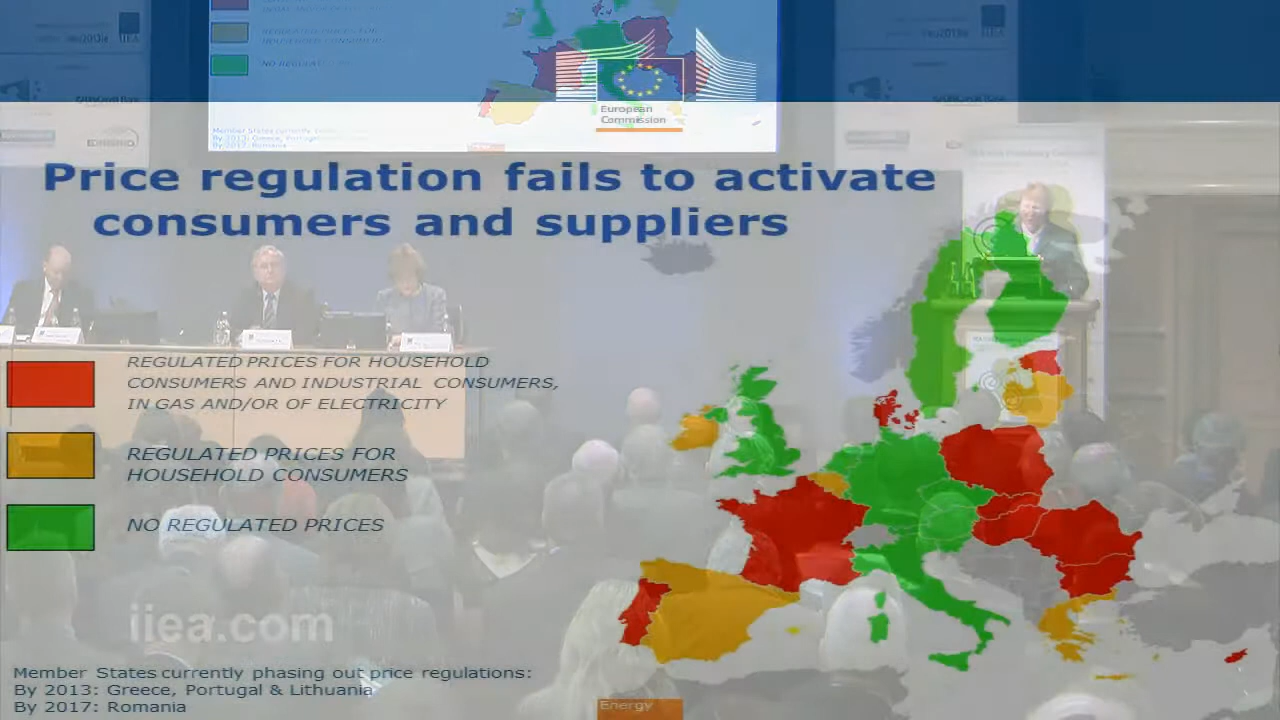 European
Commission
Price regulation fails to activate
consumers and suppliers
REGULATED PRICES FOR HOUSEHOLD
CONSUMERS AND INDUSTRIAL CONSUMERS,
IN GAS AND/OR OF ELECTRICITY
REGULATED PRICES FOR
HOUSEHOLD CONSUMERS
NO REGULATED PRICES
iiea.com
Member States currently phasing out price regulations:
By 2013: Greece, Portugal & Lithuania
By 2017: Romania
Energy